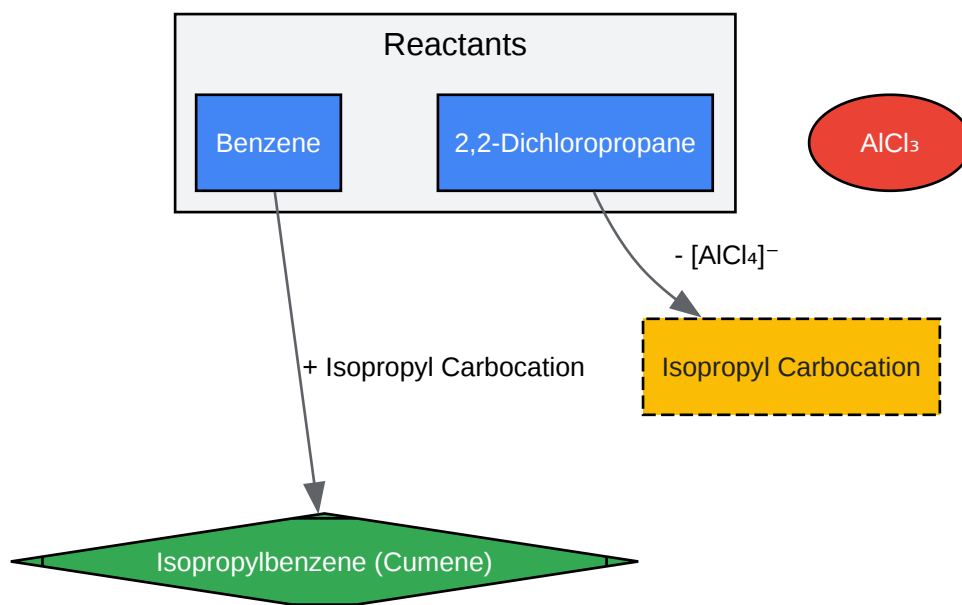 Reactants
Benzene
2,2-Dichloropropane
AlCl₃
- [AlCl₄]⁻
+ Isopropyl Carbocation
Isopropyl Carbocation
Isopropylbenzene (Cumene)